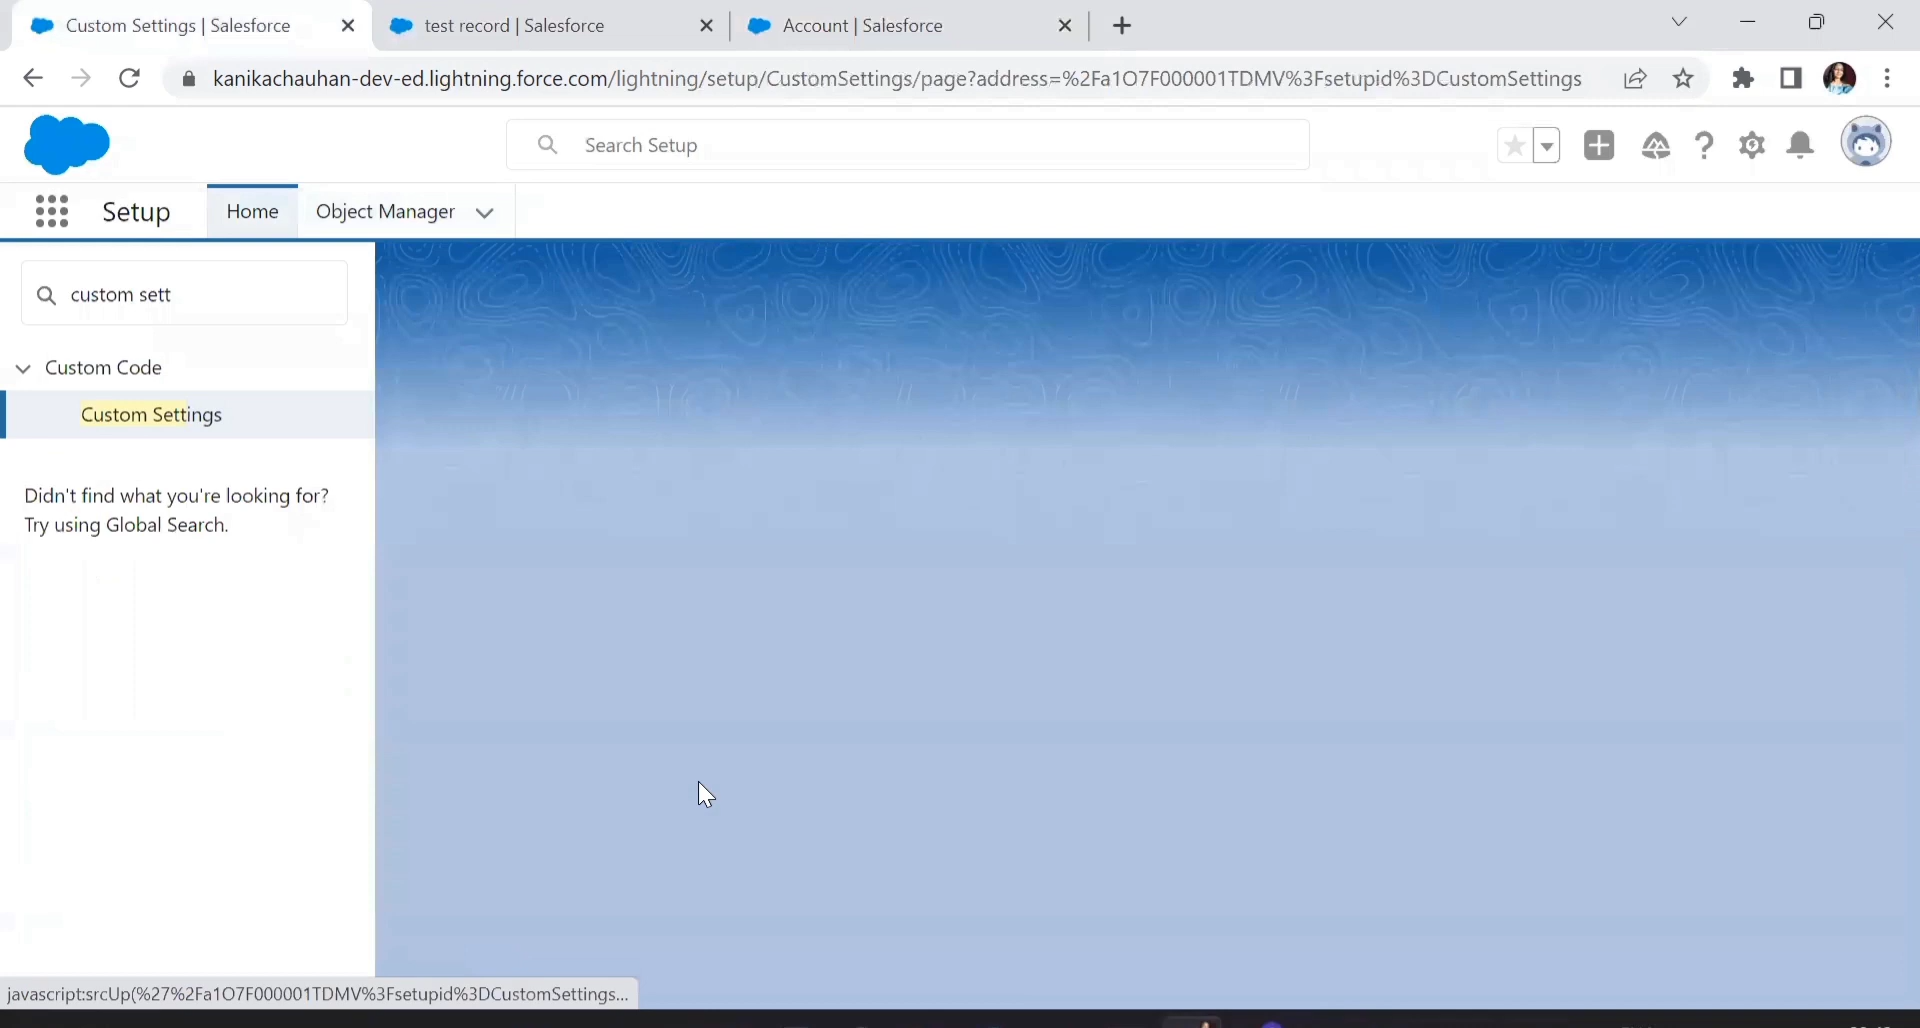 Custom Settings | Salesforce
test record | Salesforce
Account | Salesforce
kanikachauhan-dev-ed.lightning.force.com/lightning/setup/CustomSettings/page?address=%2Fa1O7F000001TDMV%3Fsetupid%3DCustomSettings
Search Setup
Setup
Home
Object Manager
custom sett
Custom Code
Custom Settings
Didn't find what you're looking for?
Try using Global Search.
javascript:srcUp(%27%2Fa1O7F000001TDMV%3Fsetupid%3DCustomSettings...